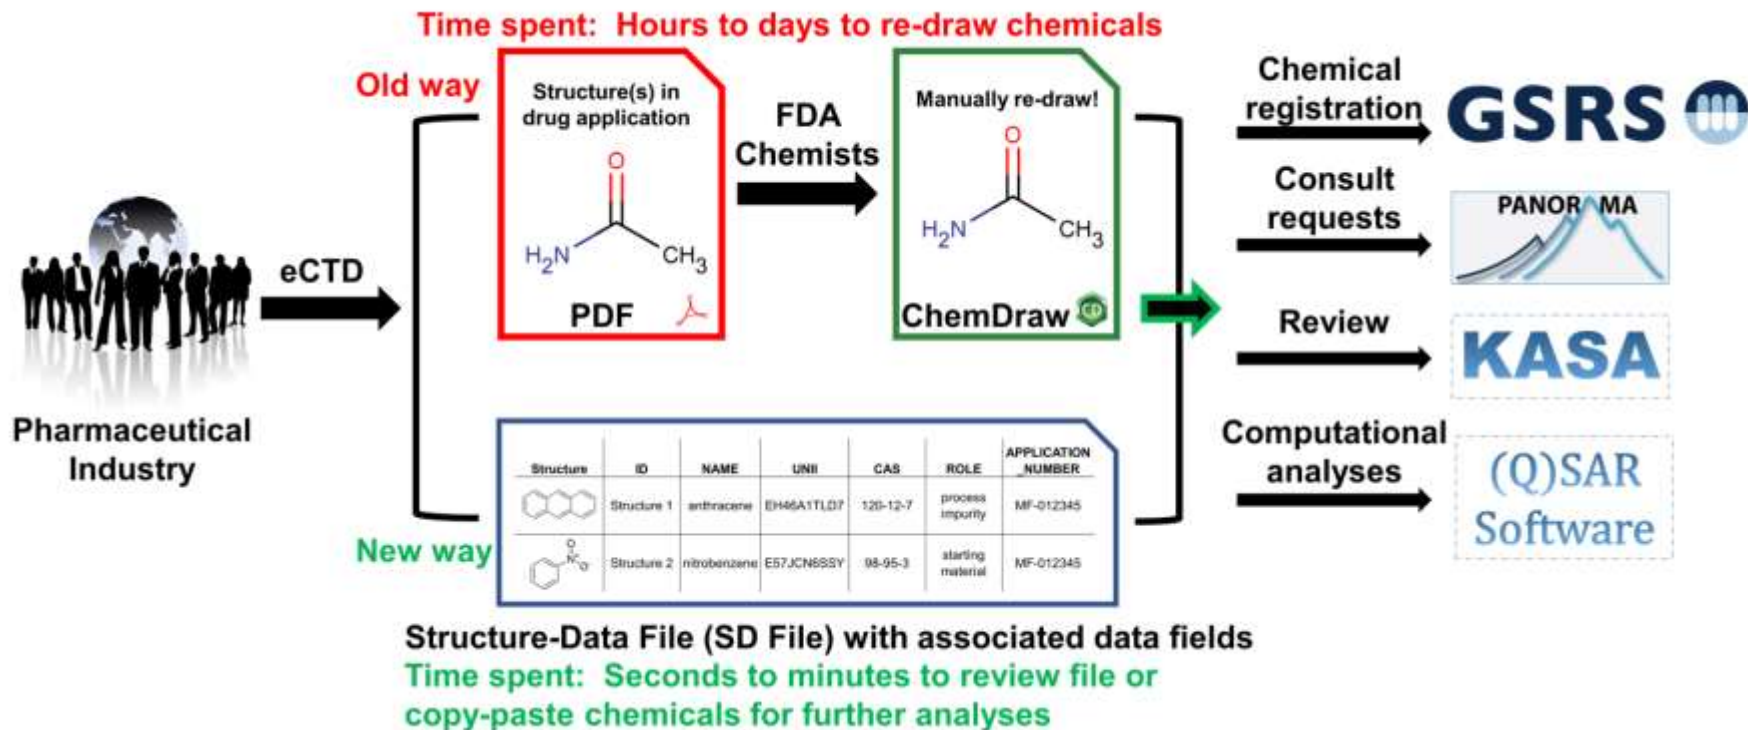 Time spent: Hours to days to re-draw chemicals
Old way
Structure(s) in
drug application
O
H₂N
CH₃
PDF
FDA
Chemists
Manually re-draw!
O
H₂N
CH₃
ChemDraw
CD
Pharmaceutical
Industry
eCTD
Chemical
registration
GSRS
Consult
requests
PANORMA
Review
KASA
Computational
analyses
(Q)SAR
Software
New way
Structure ID NAME UNII CAS ROLE APPLICATION
_NUMBER
Structure 1 anthracene EH46A1TLD7 120-12-7 process
impurity MF-012345
O
N⁺
O⁻
Structure 2 nitrobenzene E57JCN6SSY 98-95-3 starting
material MF-012345
Structure-Data File (SD File) with associated data fields
Time spent: Seconds to minutes to review file or
copy-paste chemicals for further analyses